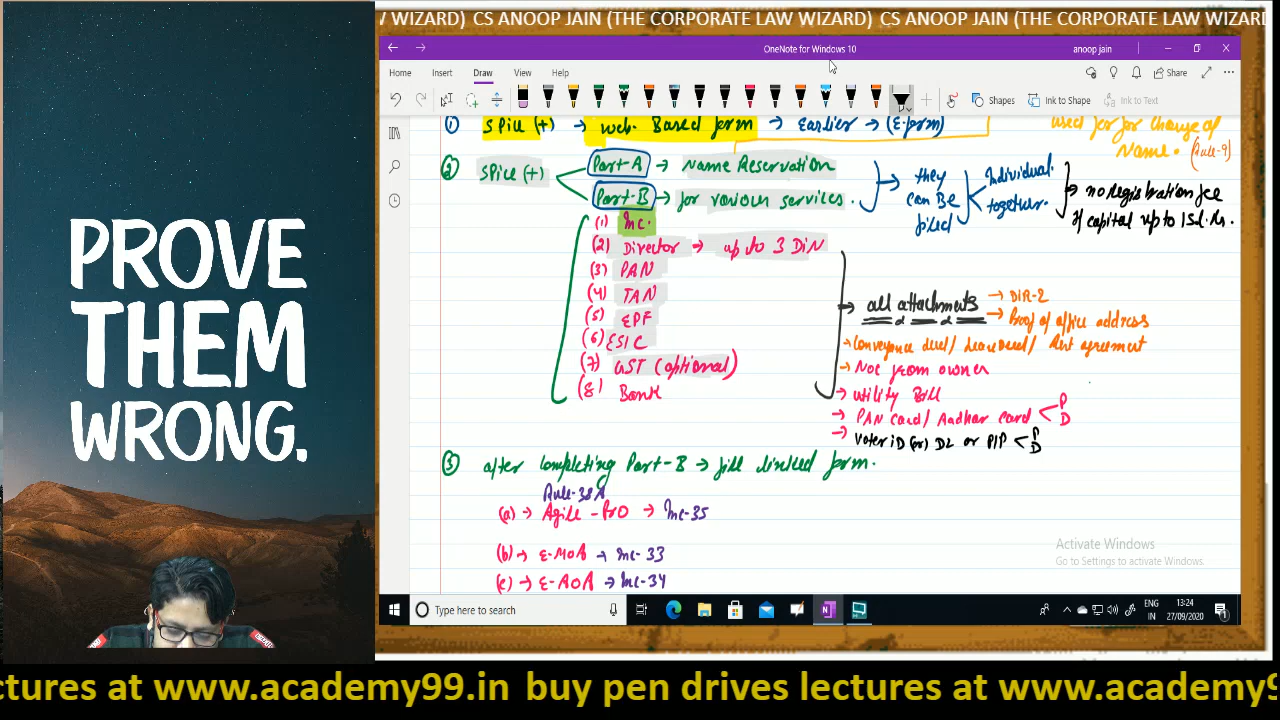 W WIZARD) CS ANOOP JAIN (THE CORPORATE LAW WIZARD) CS ANOOP JAIN (THE CORPORATE LAW WIZARD
OneNote for Windows 10
anoop jain
Home Insert Draw View Help
Share
Shapes Ink to Shape Ink to Text
① SPice (+) → web-Based form → Earlier → (E-form)
used for for change of
Name. (Rule-9)
② SPice (+)
Part-A → Name Reservation
Part-B → for various services.
they can Be filed
Individual.
together.
no Registration fee
if capital up to 15L.Rs.
(1) Inc.
(2) Director → up to 3 DIN
(3) PAN
(4) TAN
(5) EPF
(6) ESIC
(7) GST (optional)
(8) Bank
→ all attachments → DIR-2
→ Proof of office address
→ Conveyance deed/ / Rent agreement
→ NOC from owner
→ utility Bill
→ PAN card/ Aadhar card < P D
→ Voter iD (or) DL or P/P < P D
③ after completing Part-B → fill linked form.
Rule-38A
(a) → Agile-PrO → Inc-35
(b) → E-MOA → Inc-33
(c) → E-AOA → Inc-34
Activate Windows
Go to Settings to activate Windows.
Type here to search
ENG
IN
13:24
27/09/2020
PROVE
THEM
WRONG.
ectures at www.academy99.in buy pen drives lectures at www.academy9